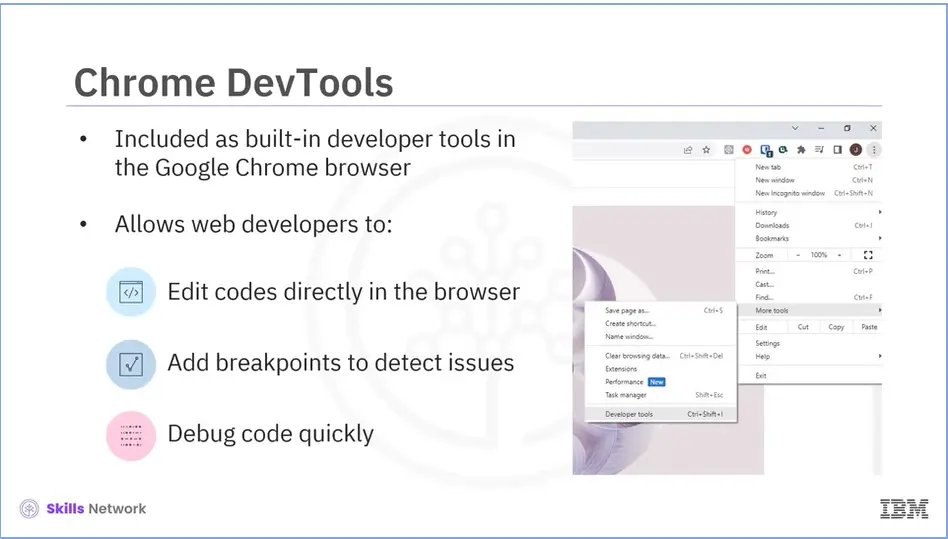 Chrome DevTools
• Included as built-in developer tools in
the Google Chrome browser
• Allows web developers to:
</> Edit codes directly in the browser
Add breakpoints to detect issues
Debug code quickly
J
New tab Ctrl+T
New window Ctrl+N
New Incognito window Ctrl+Shift+N
History
Downloads Ctrl+J
Bookmarks
Zoom - 100% +
Print... Ctrl+P
Cast...
Find... Ctrl+F
More tools
Edit Cut Copy Paste
Settings
Help
Exit
Save page as... Ctrl+S
Create shortcut...
Name window...
Clear browsing data... Ctrl+Shift+Del
Extensions
Performance New
Task manager Shift+Esc
Developer tools Ctrl+Shift+I
Skills Network
IBM